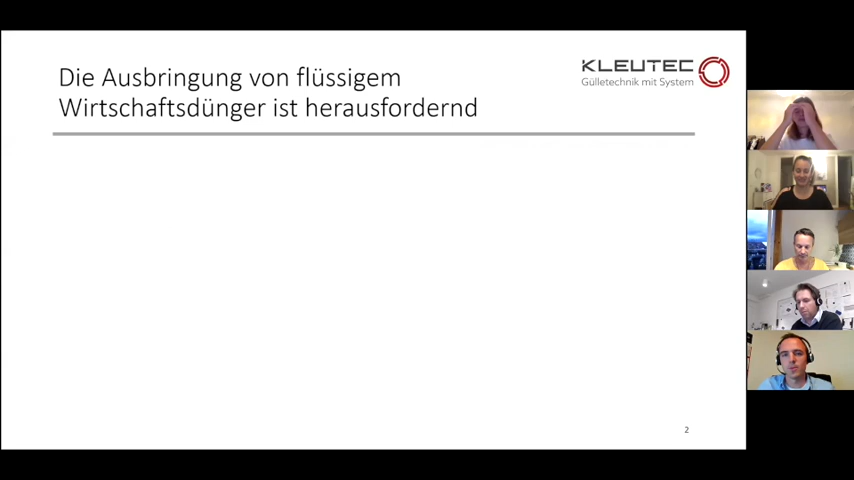 Die Ausbringung von flüssigem
Wirtschaftsdünger ist herausfordernd
KLEUTEC
Gülletechnik mit System
2